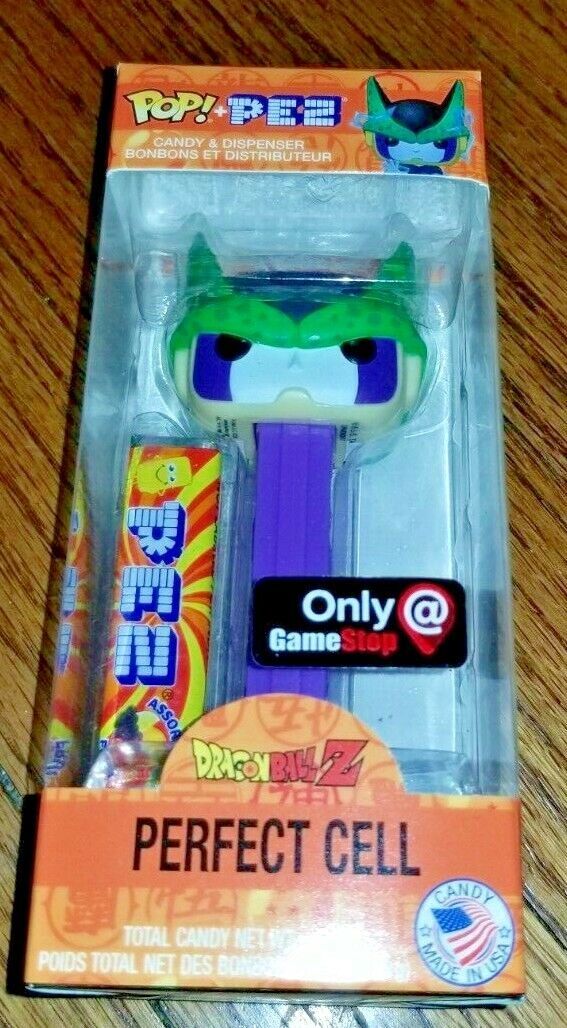 POP! + PEZ
CANDY & DISPENSER
BONBONS ET DISTRIBUTEUR
PEZ
Only @
GameStop
DRAGON BALL Z
PERFECT CELL
TOTAL CANDY NET
POIDS TOTAL NET DES
CANDY
MADE IN USA